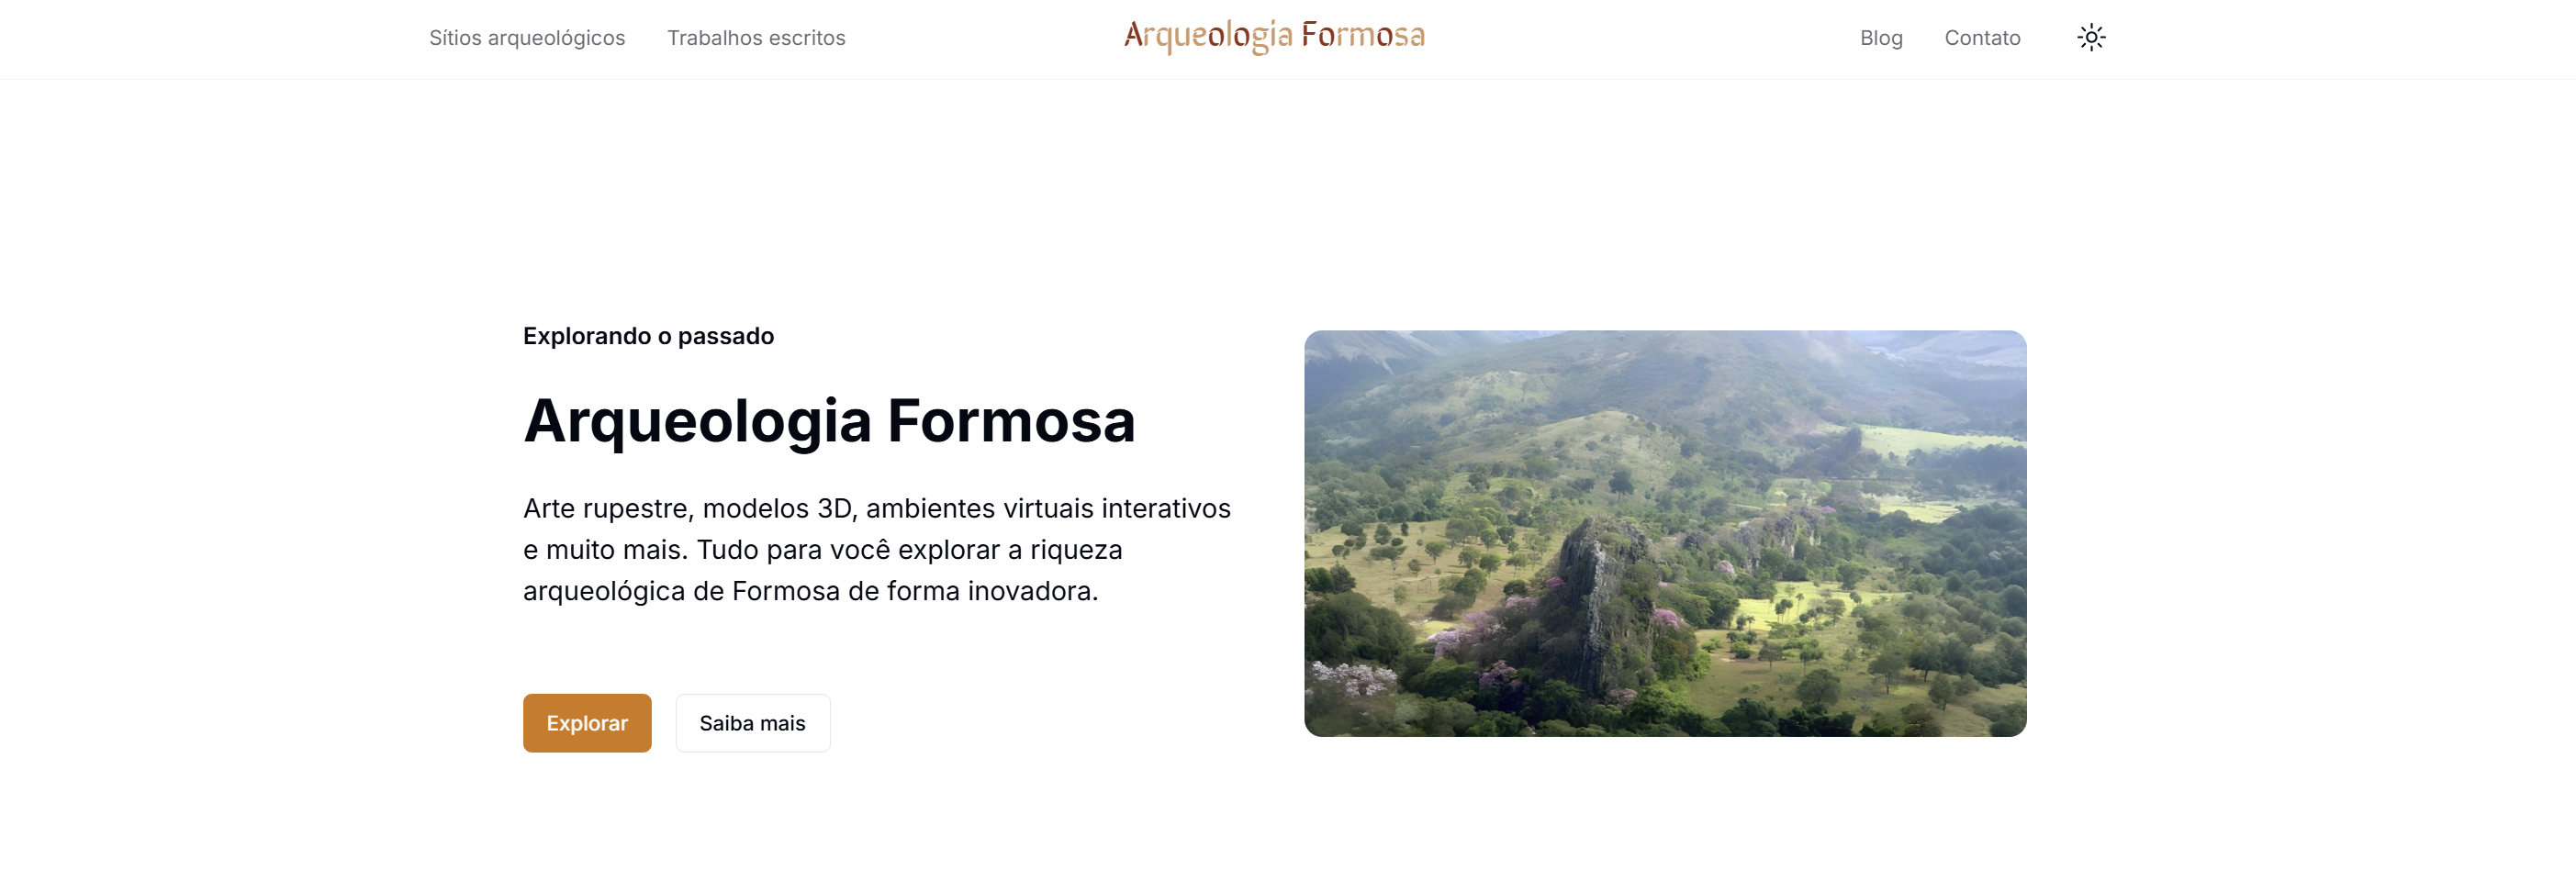 Sítios arqueológicos
Trabalhos escritos
Arqueologia Formosa
Blog
Contato
Explorando o passado
Arqueologia Formosa
Arte rupestre, modelos 3D, ambientes virtuais interativos
e muito mais. Tudo para você explorar a riqueza
arqueológica de Formosa de forma inovadora.
Explorar
Saiba mais